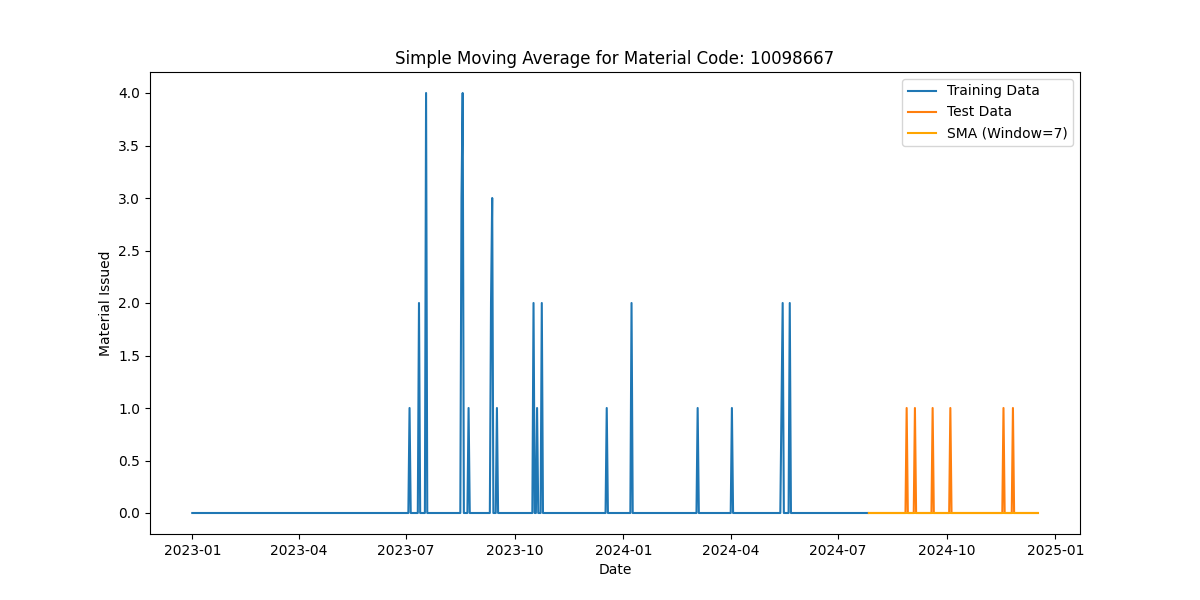 Simple Moving Average for Material Code: 10098667
Training Data
Test Data
SMA (Window=7)
Material Issued
4.0
3.5
3.0
2.5
2.0
1.5
1.0
0.5
0.0
2023-01 2023-04 2023-07 2023-10 2024-01 2024-04 2024-07 2024-10 2025-01
Date